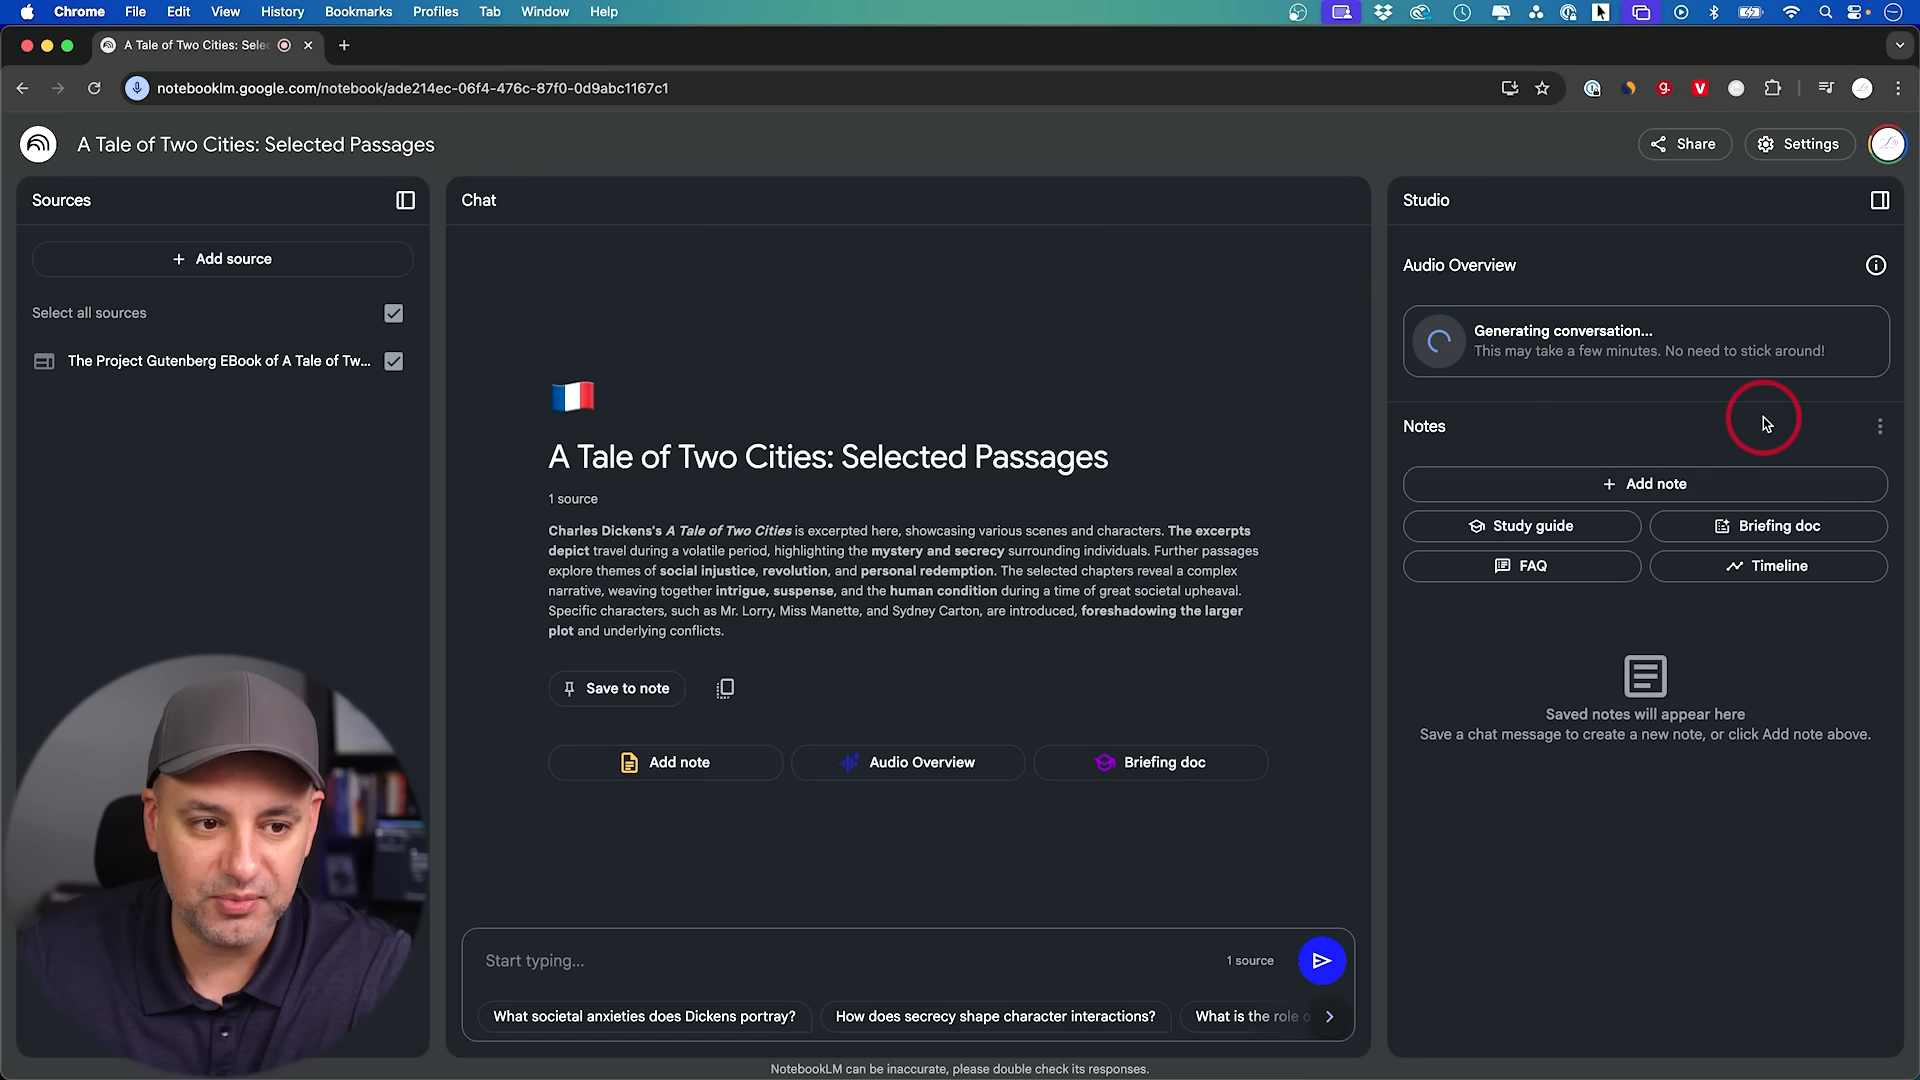 Chrome File Edit View History Bookmarks Profiles Tab Window Help
A Tale of Two Cities: Sele
notebooklm.google.com/notebook/ade214ec-06f4-476c-87f0-0d9abc1167c1
A Tale of Two Cities: Selected Passages
Share
Settings
Sources
Add source
Select all sources
The Project Gutenberg EBook of A Tale of Tw...
Chat
A Tale of Two Cities: Selected Passages
1 source
Charles Dickens's A Tale of Two Cities is excerpted here, showcasing various scenes and characters. The excerpts
depict travel during a volatile period, highlighting the mystery and secrecy surrounding individuals. Further passages
explore themes of social injustice, revolution, and personal redemption. The selected chapters reveal a complex
narrative, weaving together intrigue, suspense, and the human condition during a time of great societal upheaval.
Specific characters, such as Mr. Lorry, Miss Manette, and Sydney Carton, are introduced, foreshadowing the larger
plot and underlying conflicts.
Save to note
Add note
Audio Overview
Briefing doc
Start typing...
1 source
What societal anxieties does Dickens portray?
How does secrecy shape character interactions?
What is the role o
NotebookLM can be inaccurate, please double check its responses.
Studio
Audio Overview
Generating conversation...
This may take a few minutes. No need to stick around!
Notes
Add note
Study guide
Briefing doc
FAQ
Timeline
Saved notes will appear here
Save a chat message to create a new note, or click Add note above.